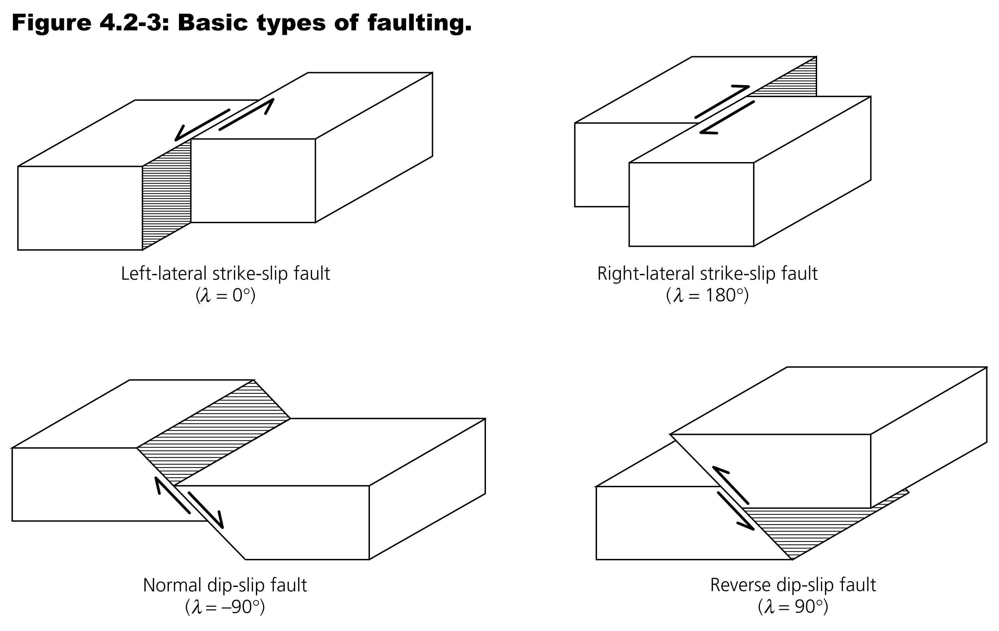 Figure 4.2-3: Basic types of faulting.
Left-lateral strike-slip fault
(λ = 0°)
Right-lateral strike-slip fault
(λ = 180°)
Normal dip-slip fault
(λ = –90°)
Reverse dip-slip fault
(λ = 90°)